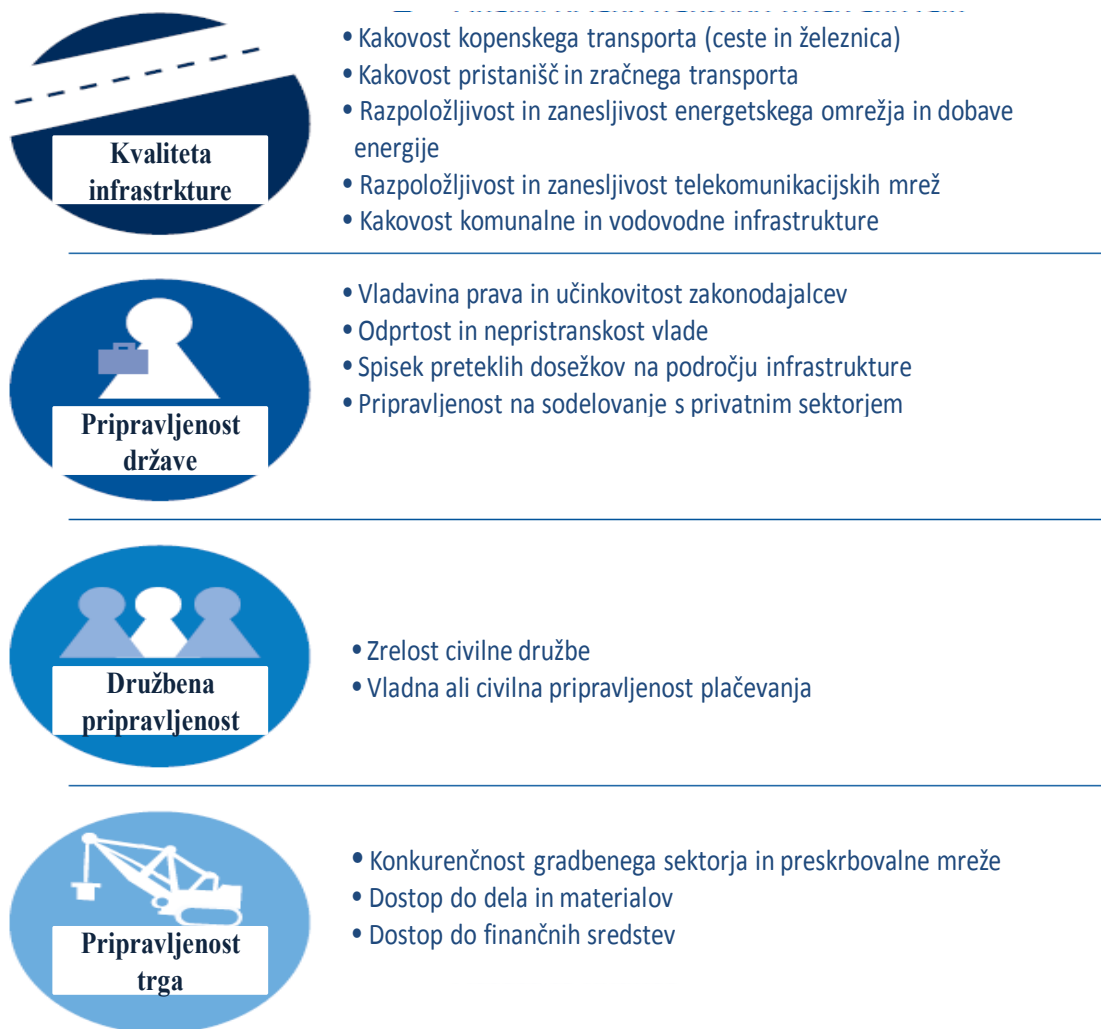 • Kakovost kopenskega transporta (ceste in železnica)
• Kakovost pristanišč in zračnega transporta
• Razpoložljivost in zanesljivost energetskega omrežja in dobave
energije
• Razpoložljivost in zanesljivost telekomunikacijskih mrež
• Kakovost komunalne in vodovodne infrastrukture
Kvaliteta
infrastrkture
• Vladavina prava in učinkovitost zakonodajalcev
• Odprtost in nepristranskost vlade
• Spisek preteklih dosežkov na področju infrastrukture
• Pripravljenost na sodelovanje s privatnim sektorjem
Pripravljenost
države
• Zrelost civilne družbe
• Vladna ali civilna pripravljenost plačevanja
Družbena
pripravljenost
• Konkurenčnost gradbenega sektorja in preskrbovalne mreže
• Dostop do dela in materialov
• Dostop do finančnih sredstev
Pripravljenost
trga